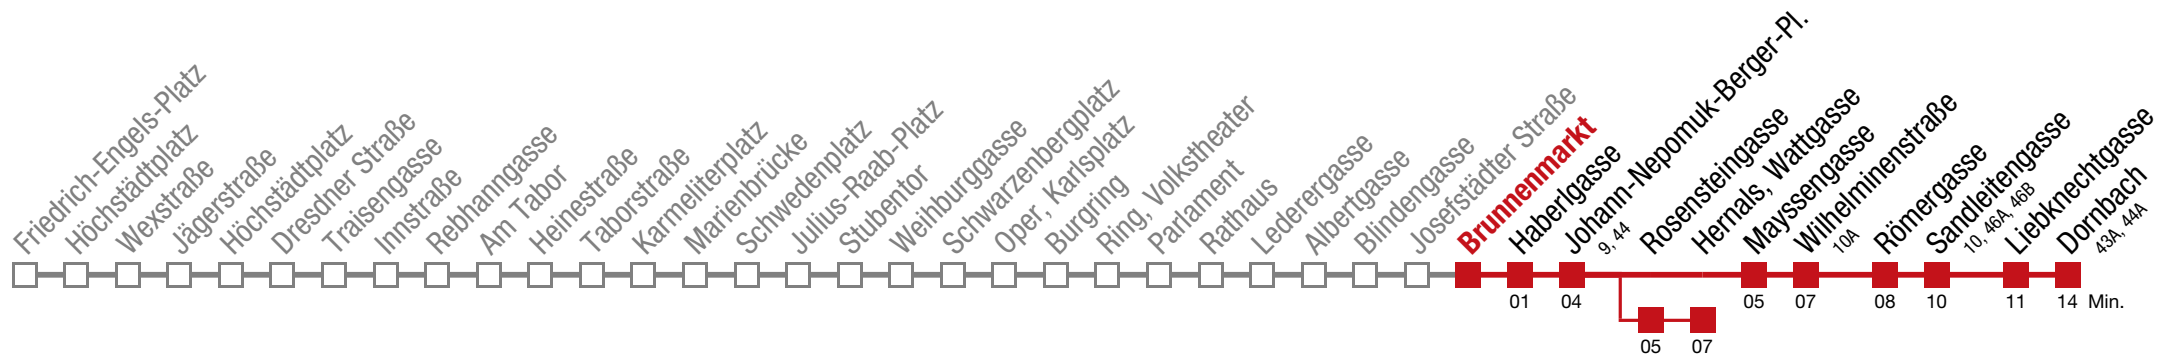 Friedrich-Engels-Platz
Höchstädtplatz
Wexstraße
Jägerstraße
Höchstädtplatz
Dresdner Straße
Traisengasse
Innstraße
Rebhanngasse
Am Tabor
Heinestraße
Taborstraße
Karmeliterplatz
Marienbrücke
Schwedenplatz
Julius-Raab-Platz
Stubentor
Weihburggasse
Schwarzenbergplatz
Oper, Karlsplatz
Burgring
Ring, Volkstheater
Parlament
Rathaus
Lederergasse
Albertgasse
Blindengasse
Josefstädter Straße
Brunnenmarkt
Haberlgasse
Johann-Nepomuk-Berger-Pl.
9, 44
Rosensteingasse
Hernals, Wattgasse
Mayssengasse
Wilhelminenstraße
10A
Römergasse
Sandleitengasse
10, 46A, 46B
Liebknechtgasse
Dornbach
43A, 44A
01 04 05 07 08 10 11 14 Min.
05 07